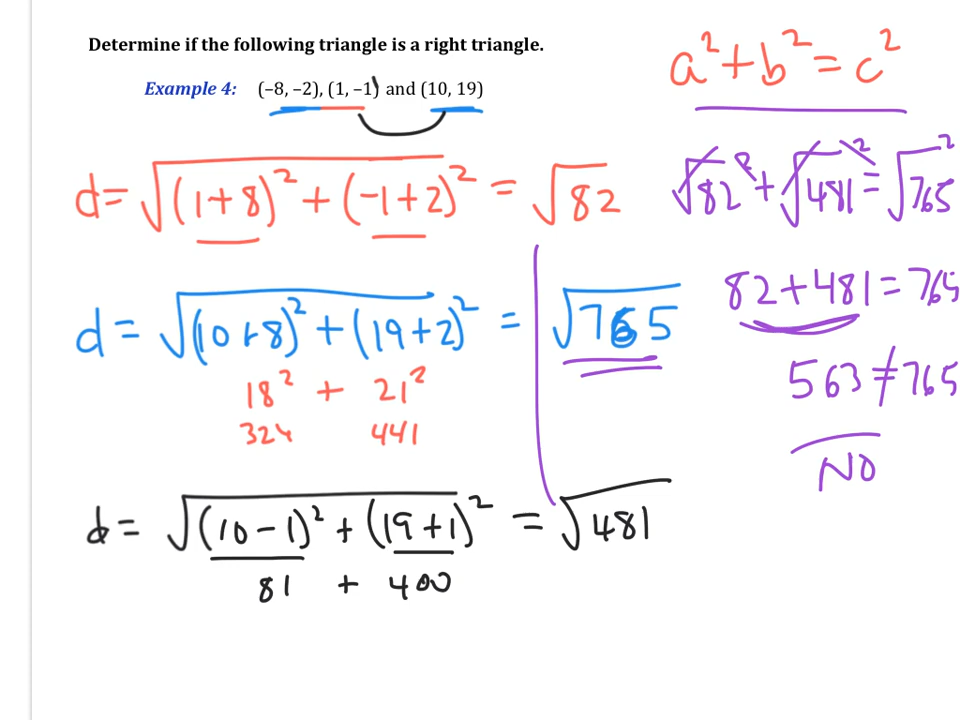 Determine if the following triangle is a right triangle.
Example 4: (–8, –2), (1, –1) and (10, 19)
a² + b² = c²
d = √(1+8)² + (-1+2)² = √82
√82² + √481² = √765²
82 + 481 = 765
d = √(10+8)² + (19+2)² = √765
18² + 21²
324 441
563 ≠ 765
NO
d = √(10-1)² + (19+1)² = √481
81 + 400